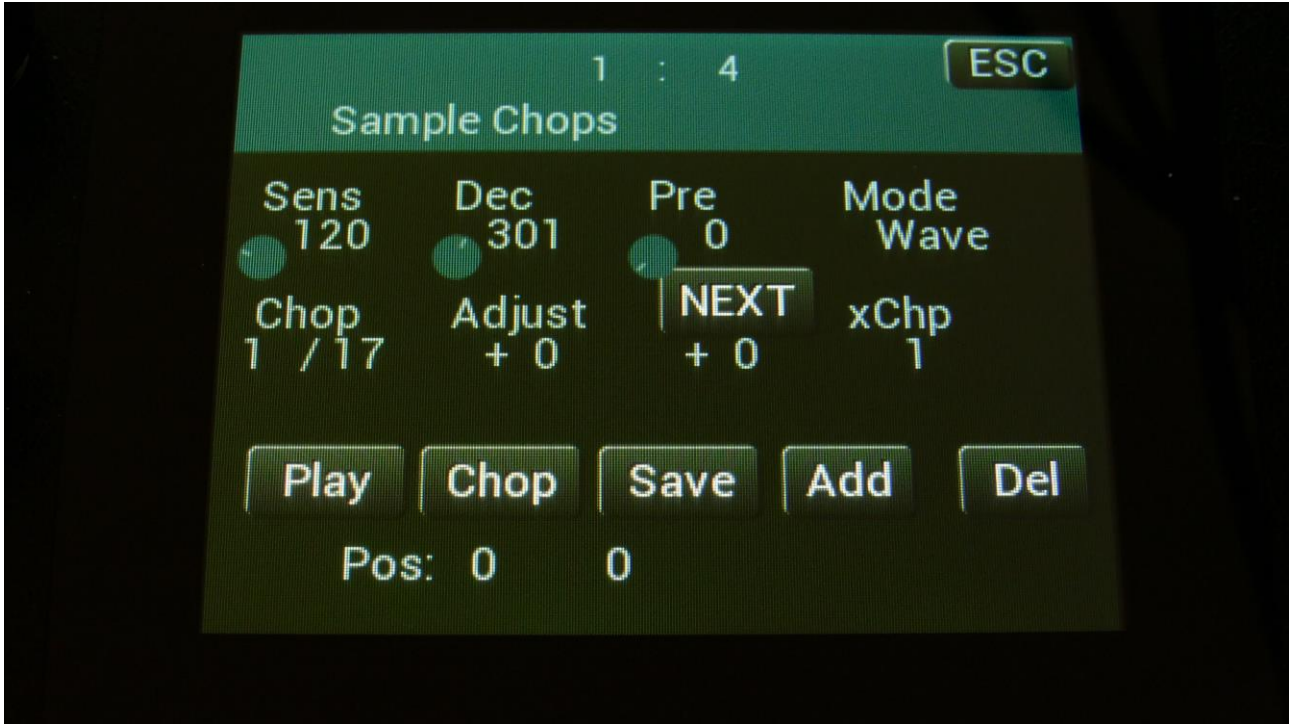 1 : 4 ESC
Sample Chops
Sens Dec Pre Mode
120 301 0 Wave
Chop Adjust NEXT xChp
1 /17 + 0 + 0 1
Play Chop Save Add Del
Pos: 0 0